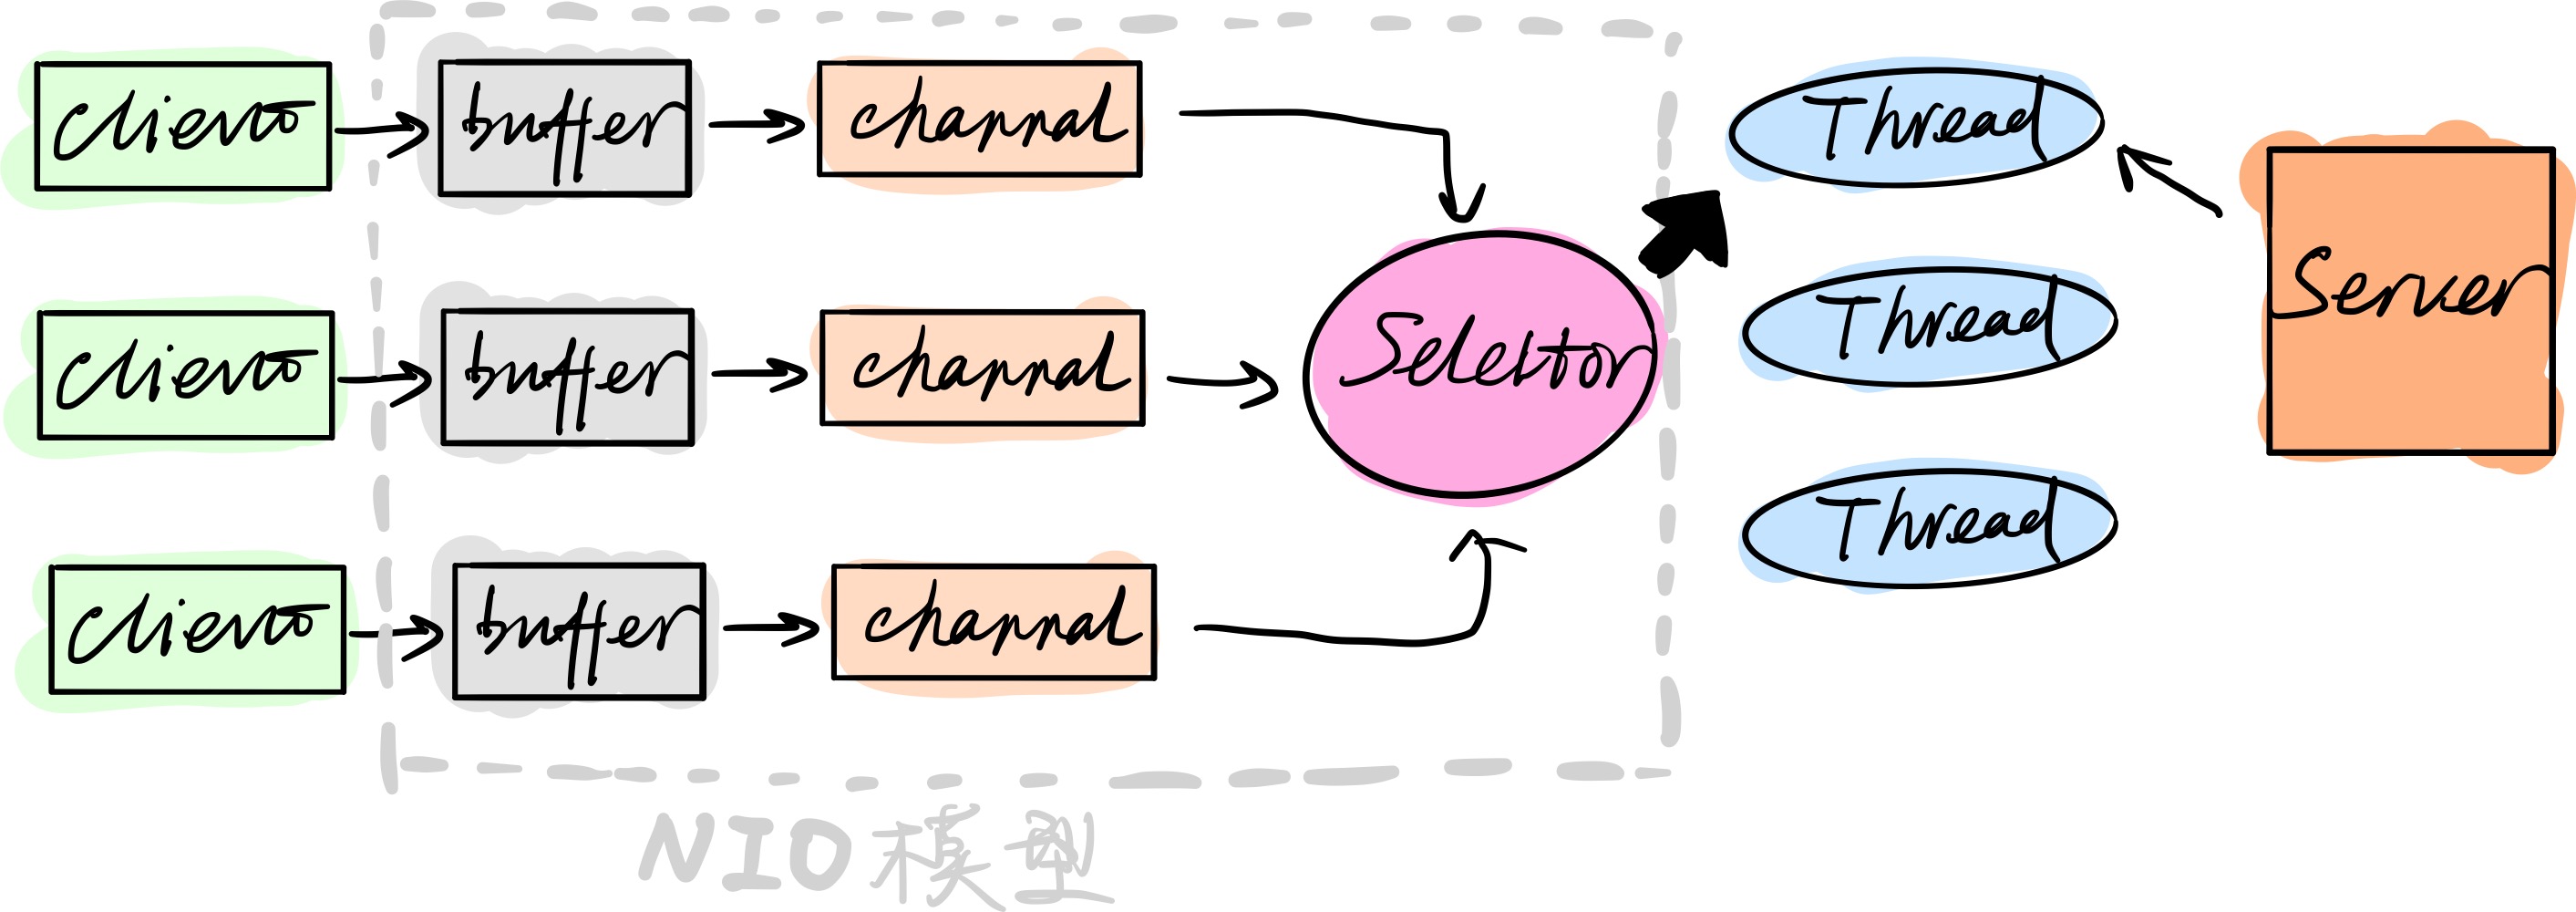 client buffer channal Thread
Server
client buffer channal Selector Thread
client buffer channal Thread
NIO模型